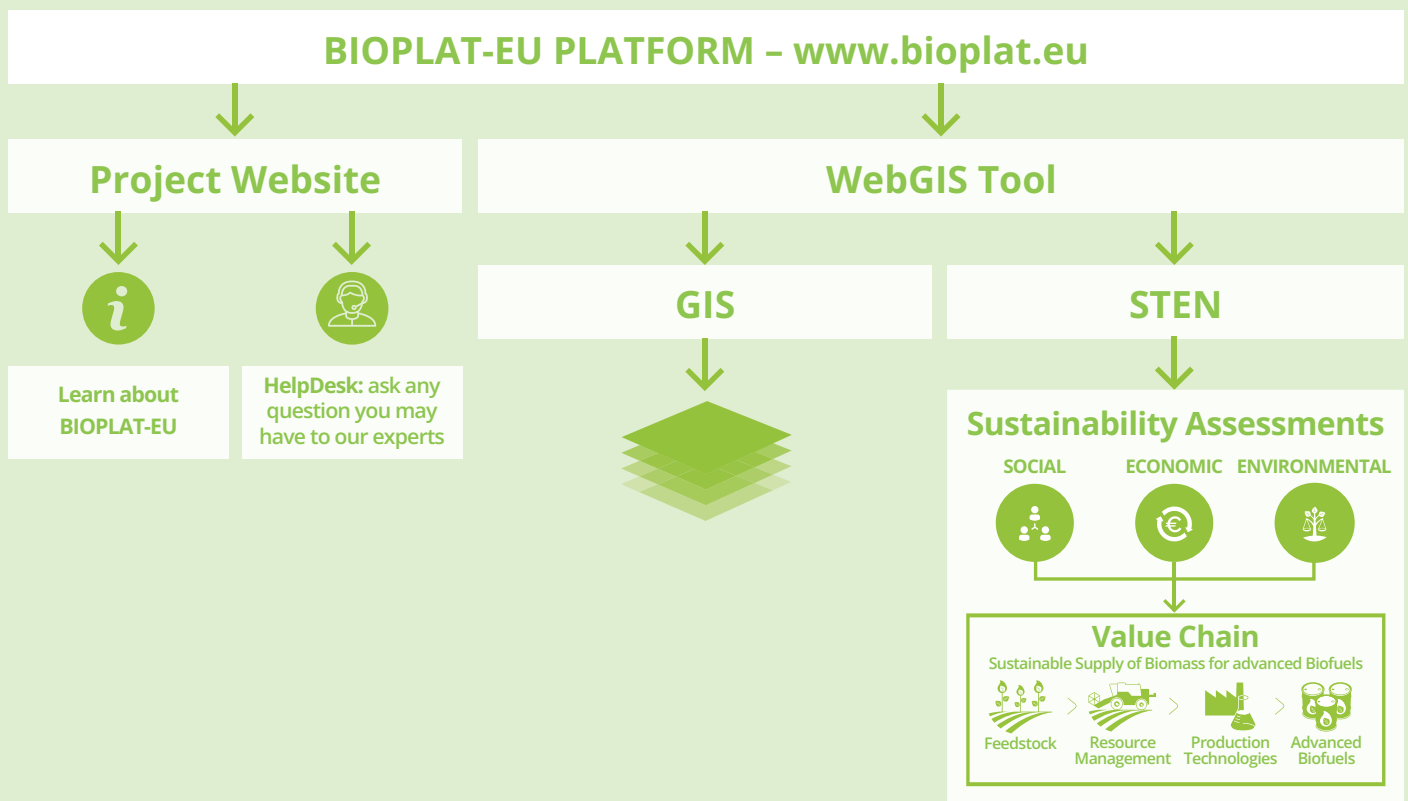 BIOPLAT-EU PLATFORM – www.bioplat.eu
Project Website
WebGIS Tool
GIS
STEN
Learn about
BIOPLAT-EU
HelpDesk: ask any
question you may
have to our experts
Sustainability Assessments
SOCIAL
ECONOMIC
ENVIRONMENTAL
Value Chain
Sustainable Supply of Biomass for advanced Biofuels
Feedstock
Resource
Management
Production
Technologies
Advanced
Biofuels